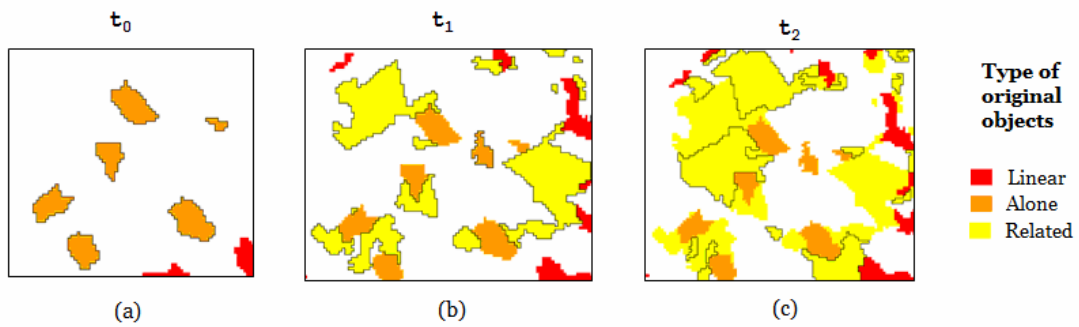 t0
t1
t2
Type of
original
objects
Linear
Alone
Related
(a)
(b)
(c)